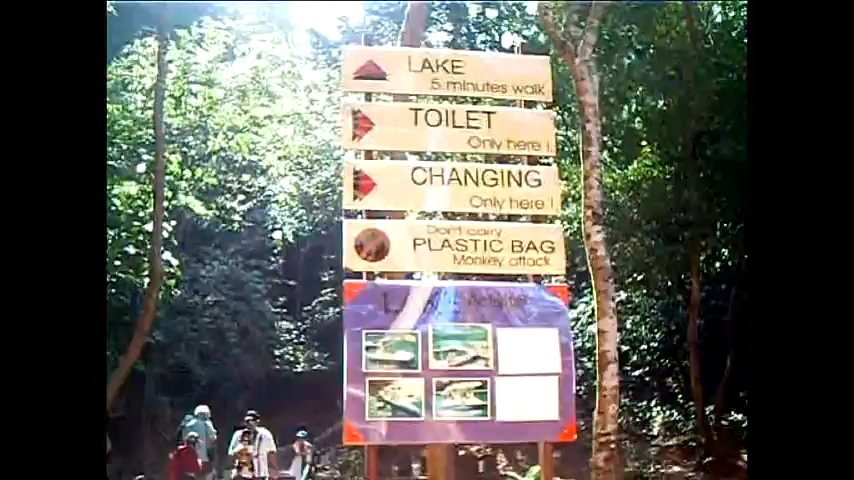 LAKE
5 minutes walk
TOILET
Only here !
CHANGING
Only here !
Don't carry
PLASTIC BAG
Monkey attack